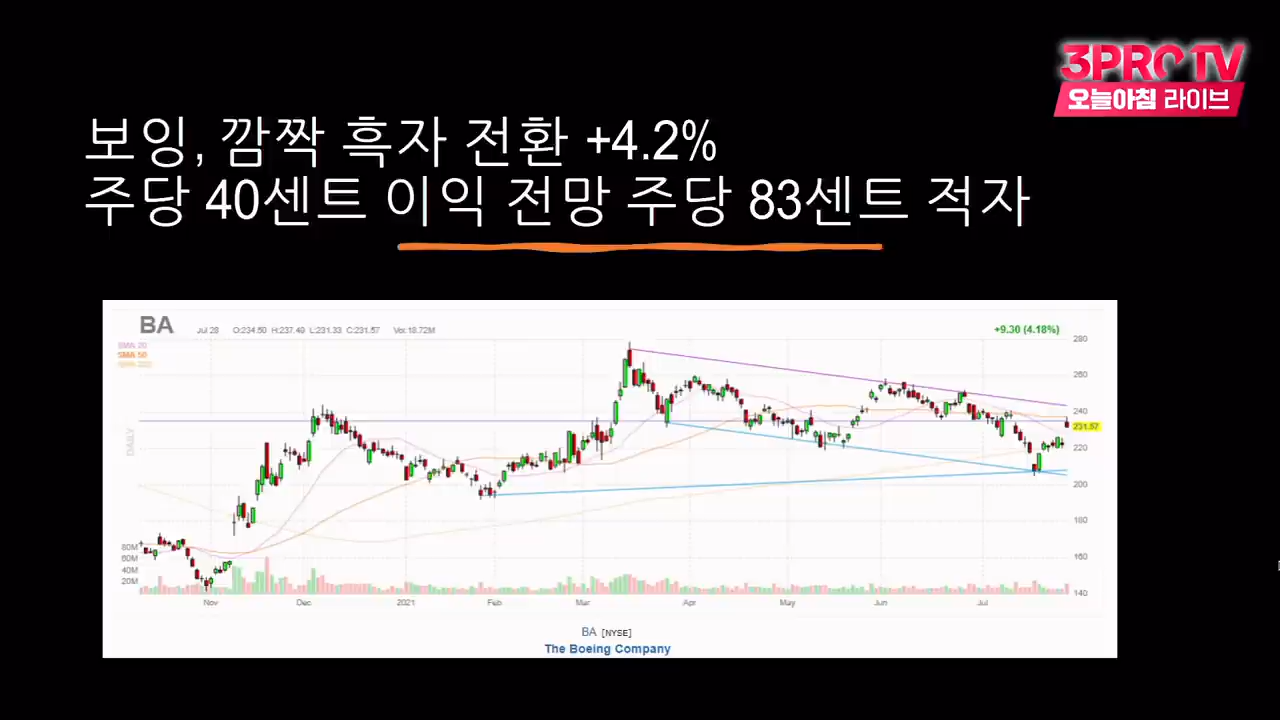 3PRO TV
오늘아침 라이브
보잉, 깜짝 흑자 전환 +4.2%
주당 40센트 이익 전망 주당 83센트 적자
BA Jul 28 O:234.50 H:237.49 L:231.33 C:231.57 Vol:18.72M +9.30 (4.18%)
SMA 20
SMA 50
SMA 200
DAILY
280
260
240
231.57
220
200
180
160
140
80M
60M
40M
20M
Nov Dec 2021 Feb Mar Apr May Jun Jul
BA [NYSE]
The Boeing Company